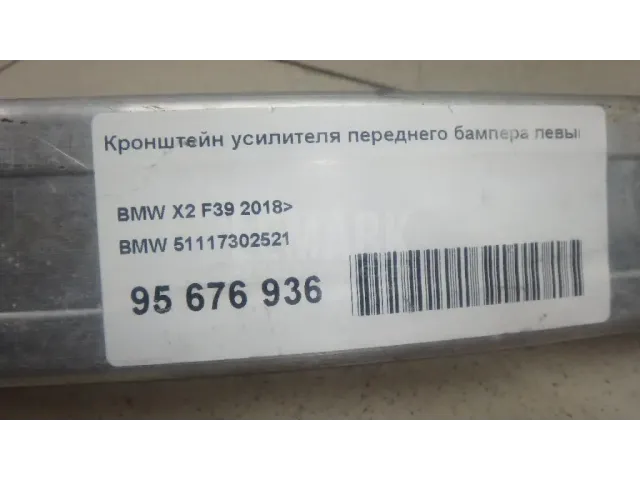 Кронштейн усилителя переднего бампера левый
BMW X2 F39 2018>
BMW 51117302521
95 676 936